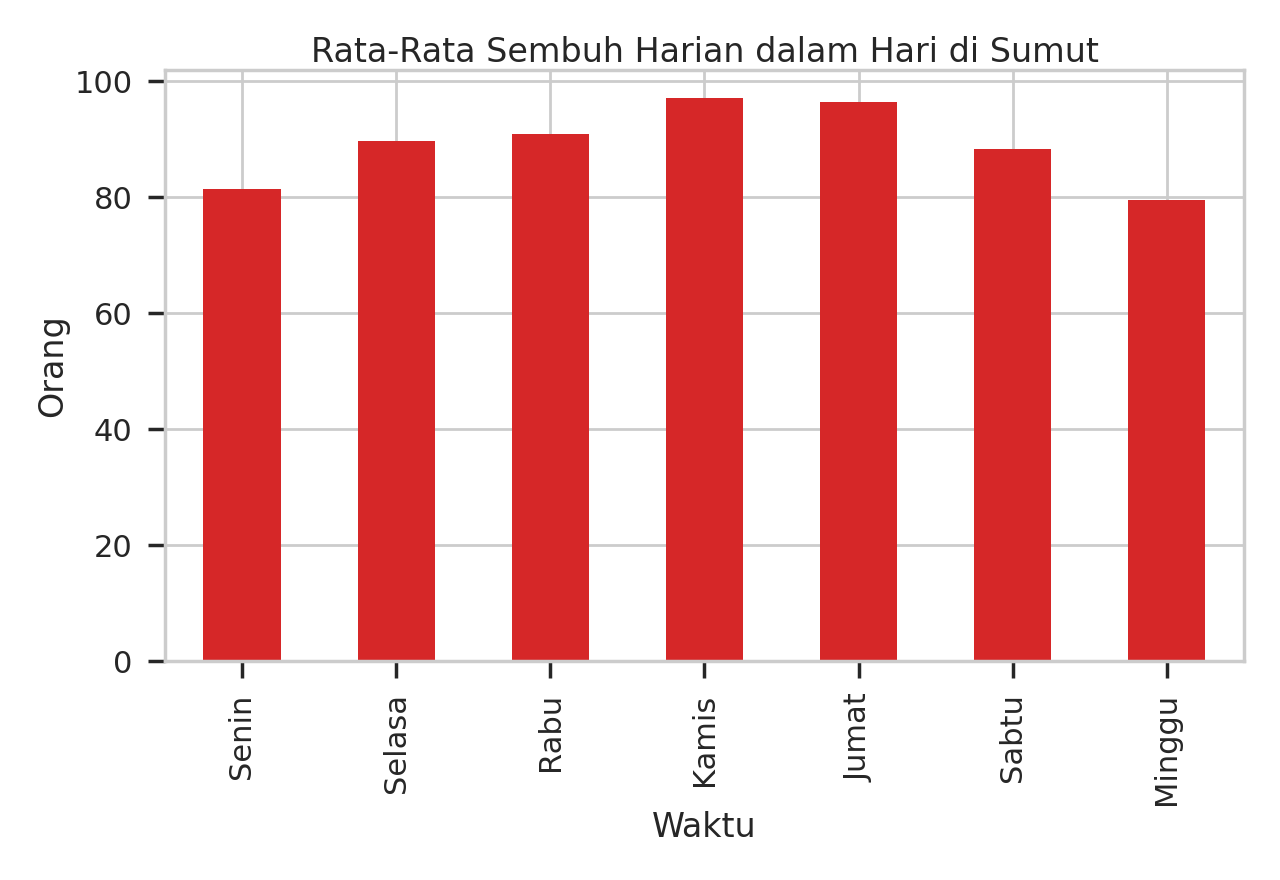 Rata-Rata Sembuh Harian dalam Hari di Sumut
100
80
60
40
20
0
Orang
Senin
Selasa
Rabu
Kamis
Jumat
Sabtu
Minggu
Waktu